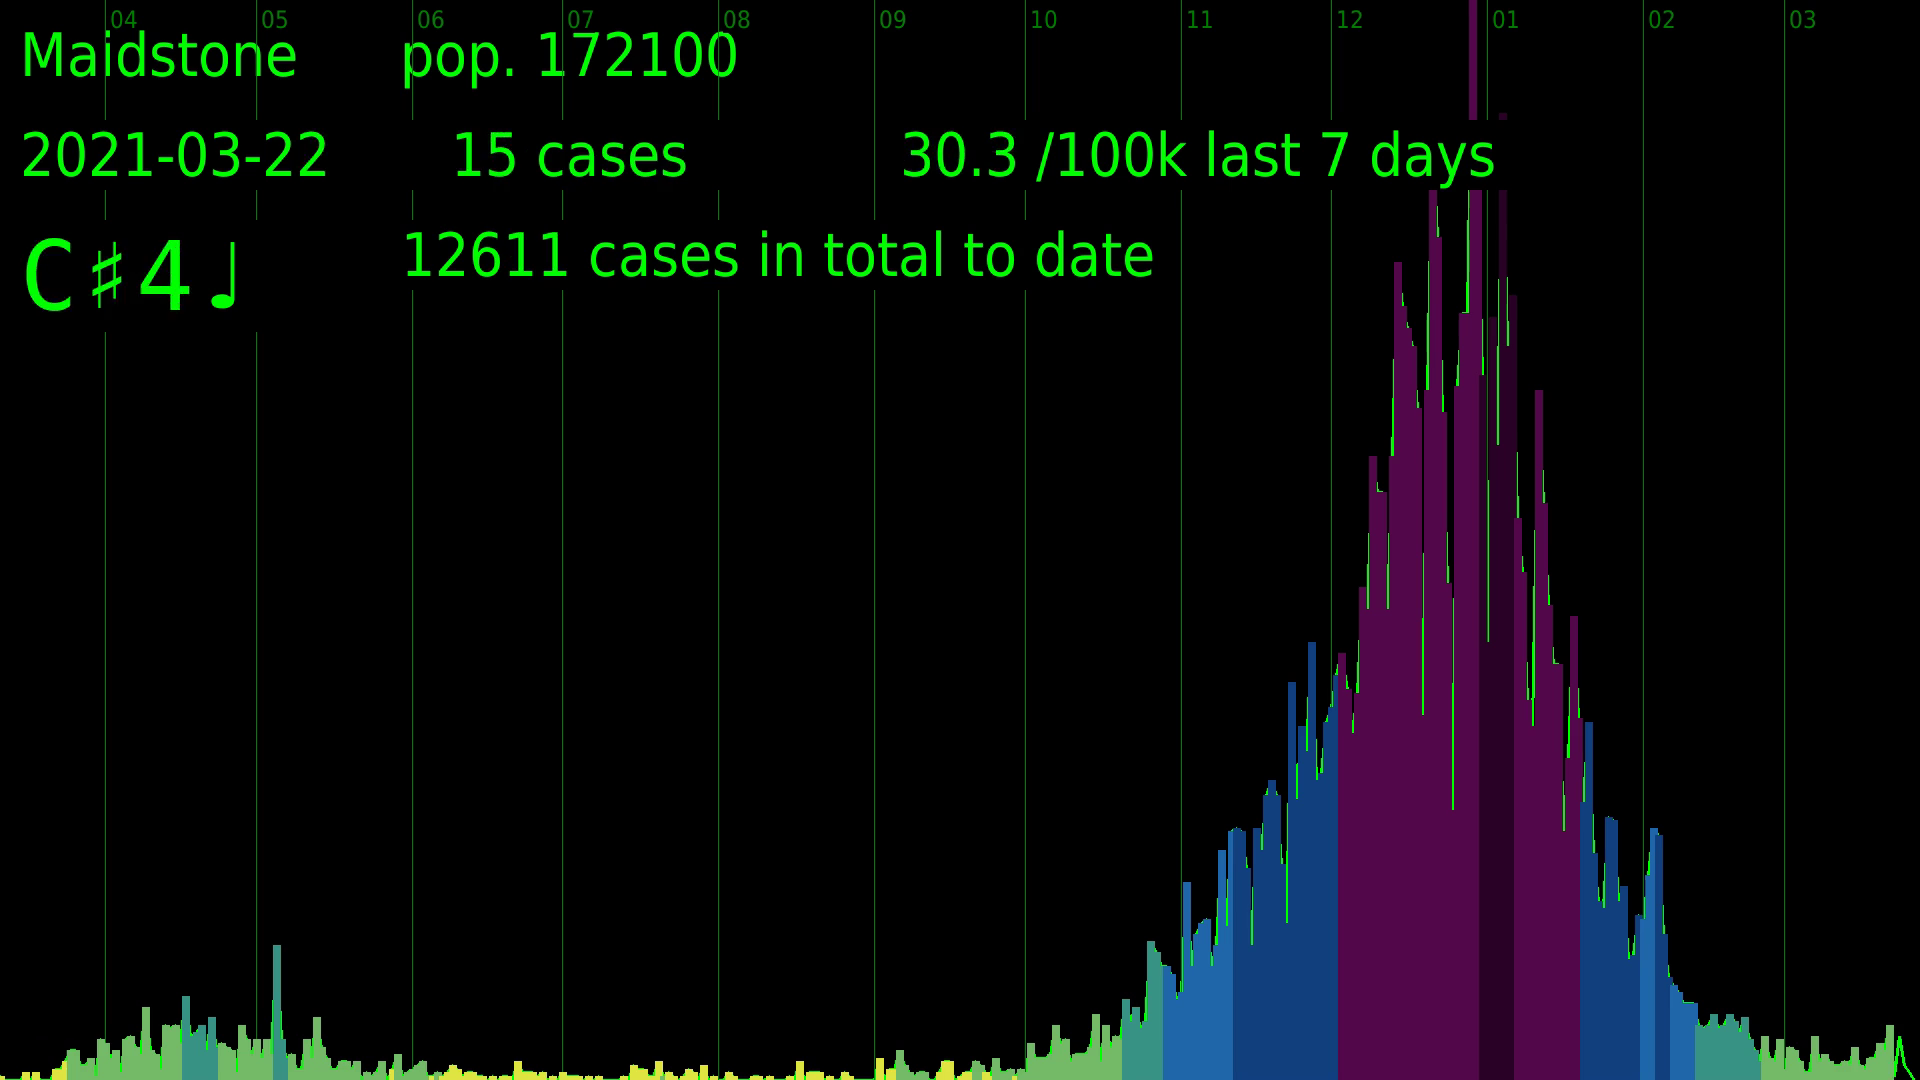 04 05 06 07 08 09 10 11 12 01 02 03
Maidstone pop. 172100
2021-03-22 15 cases 30.3 /100k last 7 days
C♯4♩ 12611 cases in total to date